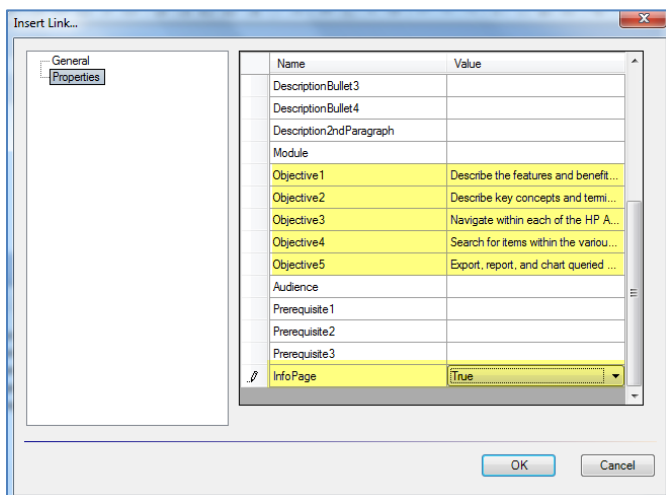 Insert Link...
General
Properties
Name Value
DescriptionBullet3
DescriptionBullet4
Description2ndParagraph
Module
Objective1 Describe the features and benefit...
Objective2 Describe key concepts and termi...
Objective3 Navigate within each of the HP A...
Objective4 Search for items within the variou...
Objective5 Export, report, and chart queried ...
Audience
Prerequisite1
Prerequisite2
Prerequisite3
InfoPage True
OK Cancel